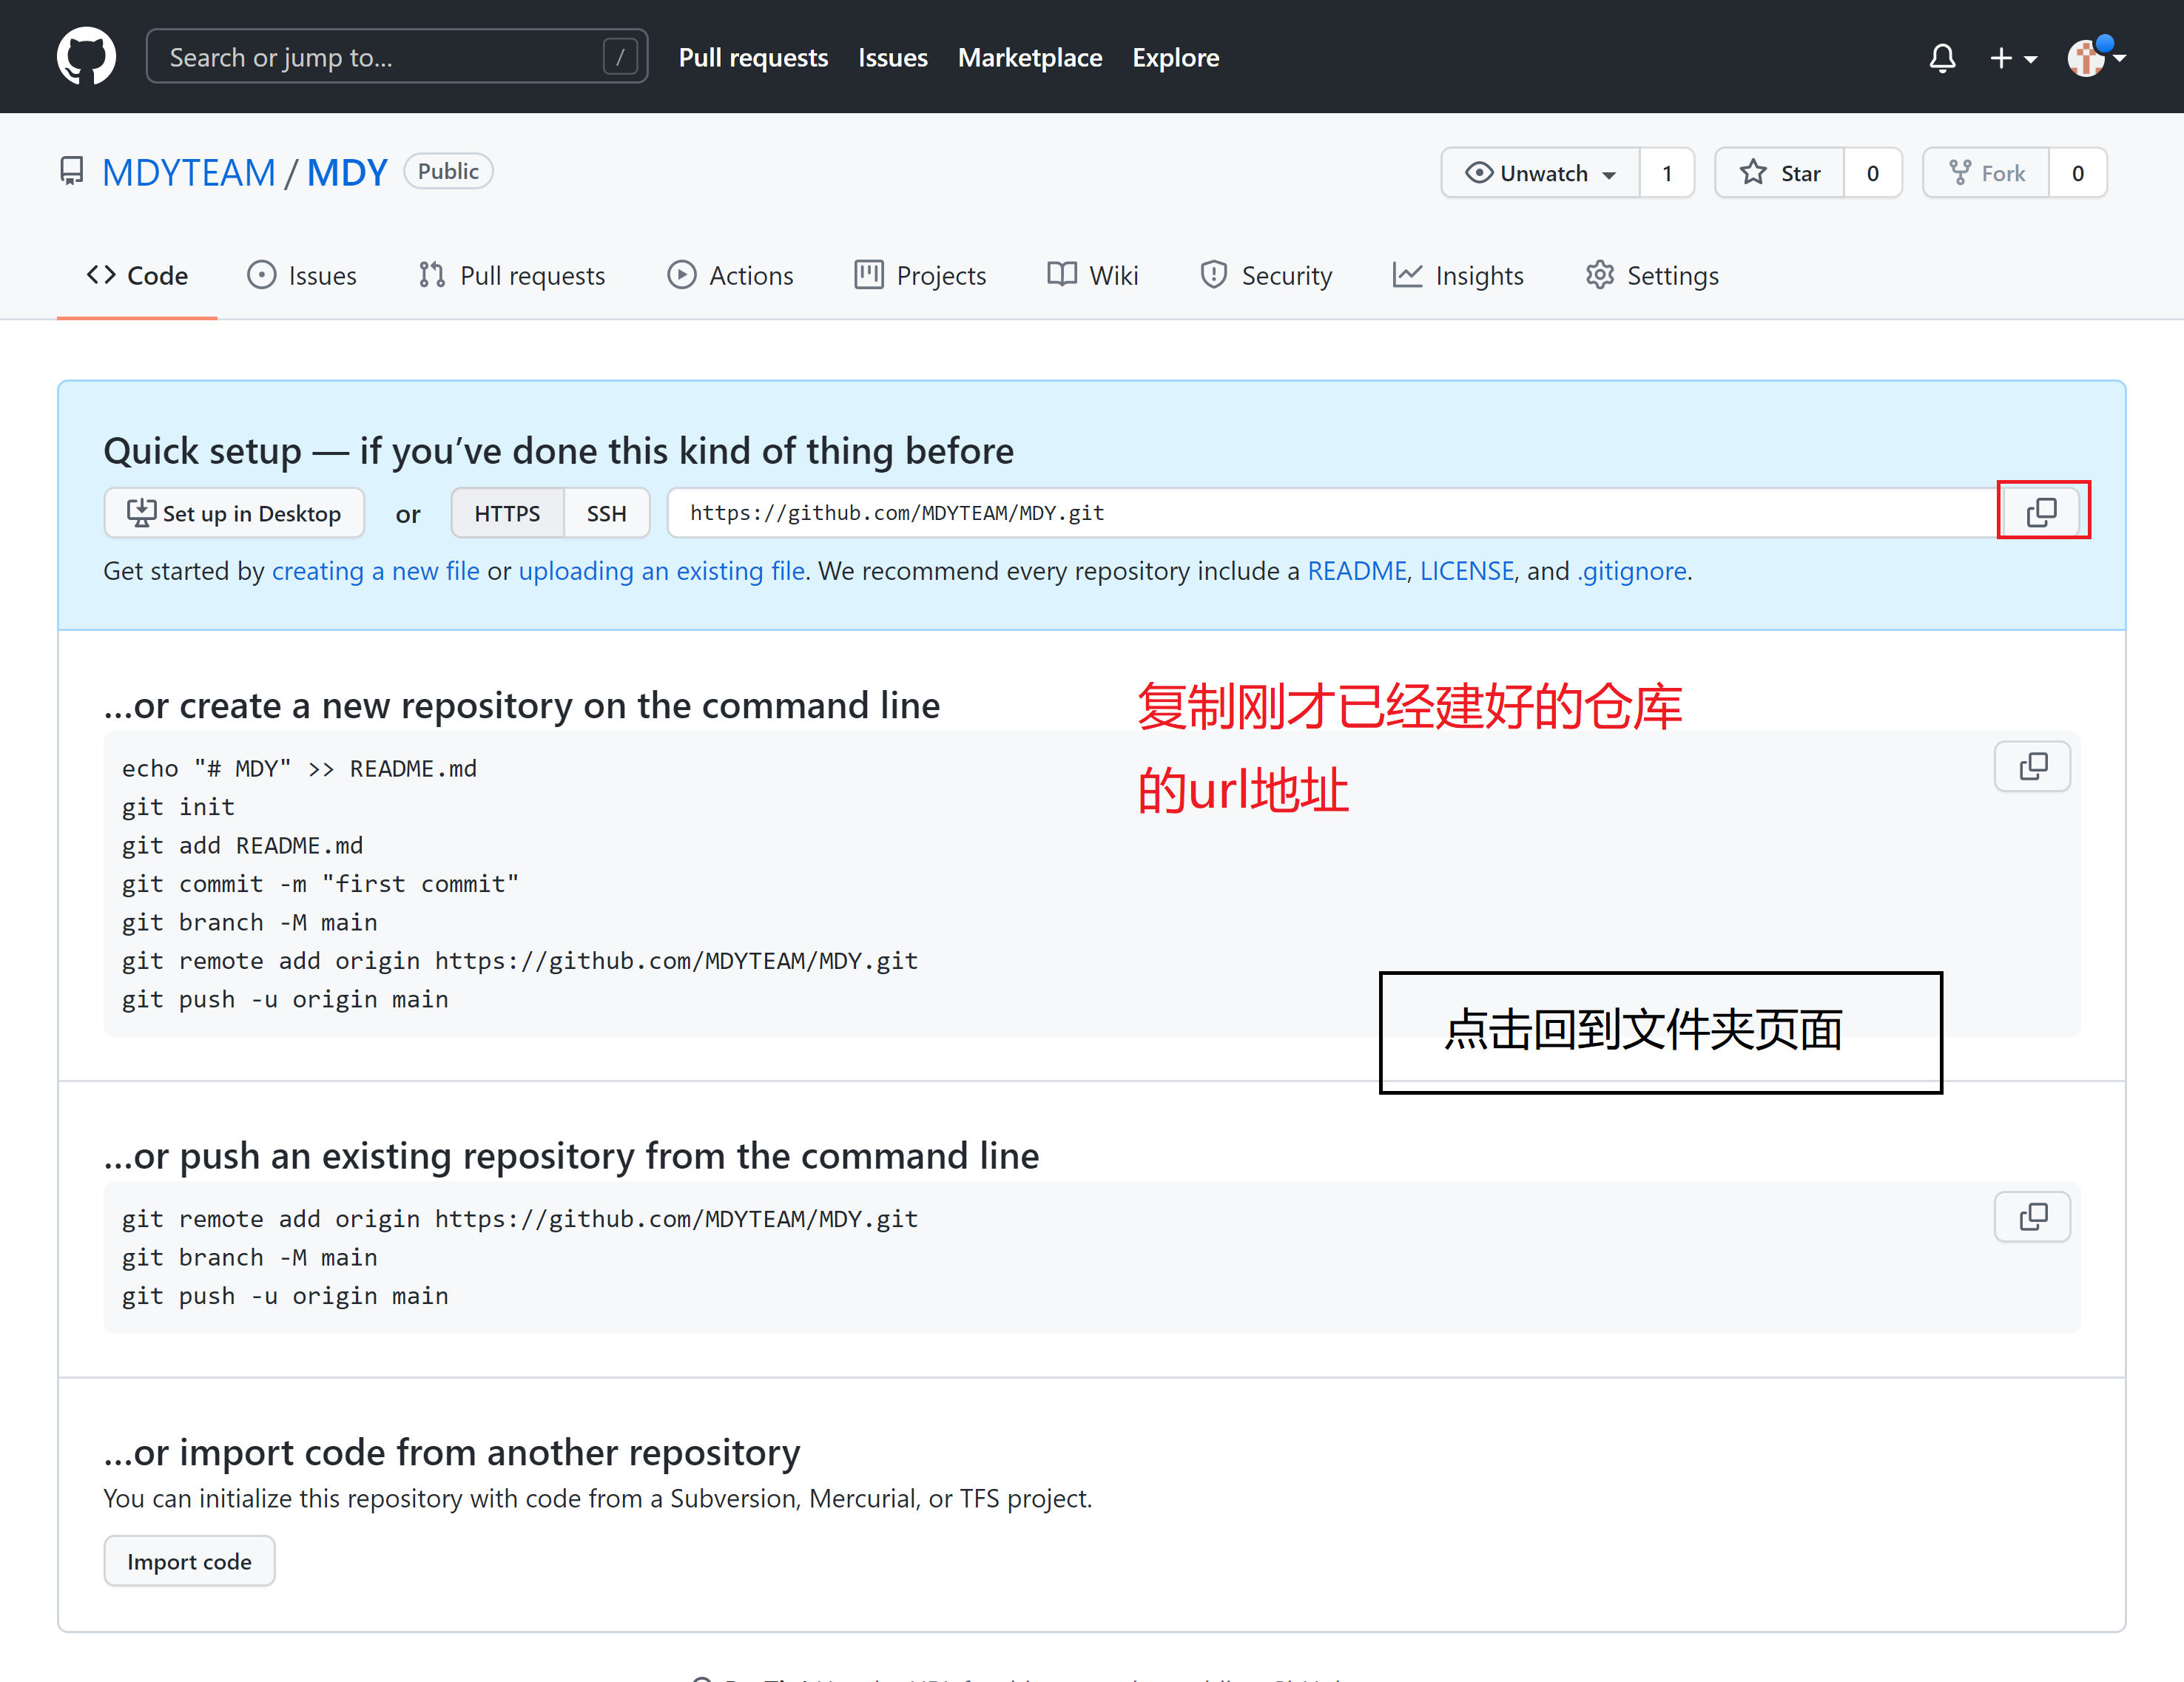 Search or jump to... /
Pull requests Issues Marketplace Explore
MDYTEAM / MDY Public
Unwatch 1 Star 0 Fork 0
Code Issues Pull requests Actions Projects Wiki Security Insights Settings
Quick setup — if you’ve done this kind of thing before
Set up in Desktop or HTTPS SSH https://github.com/MDYTEAM/MDY.git
Get started by creating a new file or uploading an existing file. We recommend every repository include a README, LICENSE, and .gitignore.
…or create a new repository on the command line
复制刚才已经建好的仓库
的url地址
echo "# MDY" >> README.md
git init
git add README.md
git commit -m "first commit"
git branch -M main
git remote add origin https://github.com/MDYTEAM/MDY.git
git push -u origin main
点击回到文件夹页面
…or push an existing repository from the command line
git remote add origin https://github.com/MDYTEAM/MDY.git
git branch -M main
git push -u origin main
…or import code from another repository
You can initialize this repository with code from a Subversion, Mercurial, or TFS project.
Import code